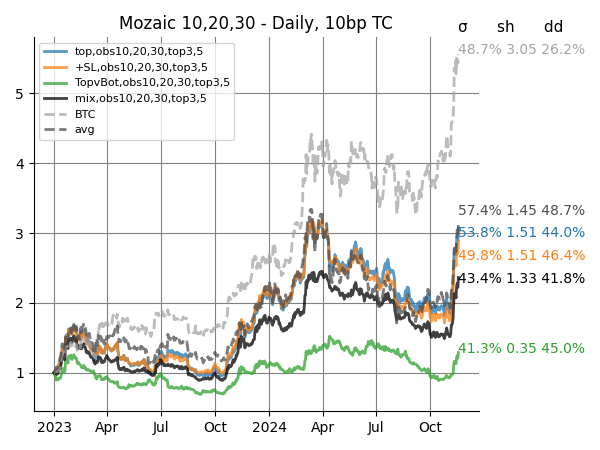 Mozaic 10,20,30 - Daily, 10bp TC
σ sh dd
top,obs10,20,30,top3,5
+SL,obs10,20,30,top3,5
TopvBot,obs10,20,30,top3,5
mix,obs10,20,30,top3,5
BTC
avg
48.7% 3.05 26.2%
57.4% 1.45 48.7%
53.8% 1.51 44.0%
49.8% 1.51 46.4%
43.4% 1.33 41.8%
41.3% 0.35 45.0%
5
4
3
2
1
2023 Apr Jul Oct 2024 Apr Jul Oct